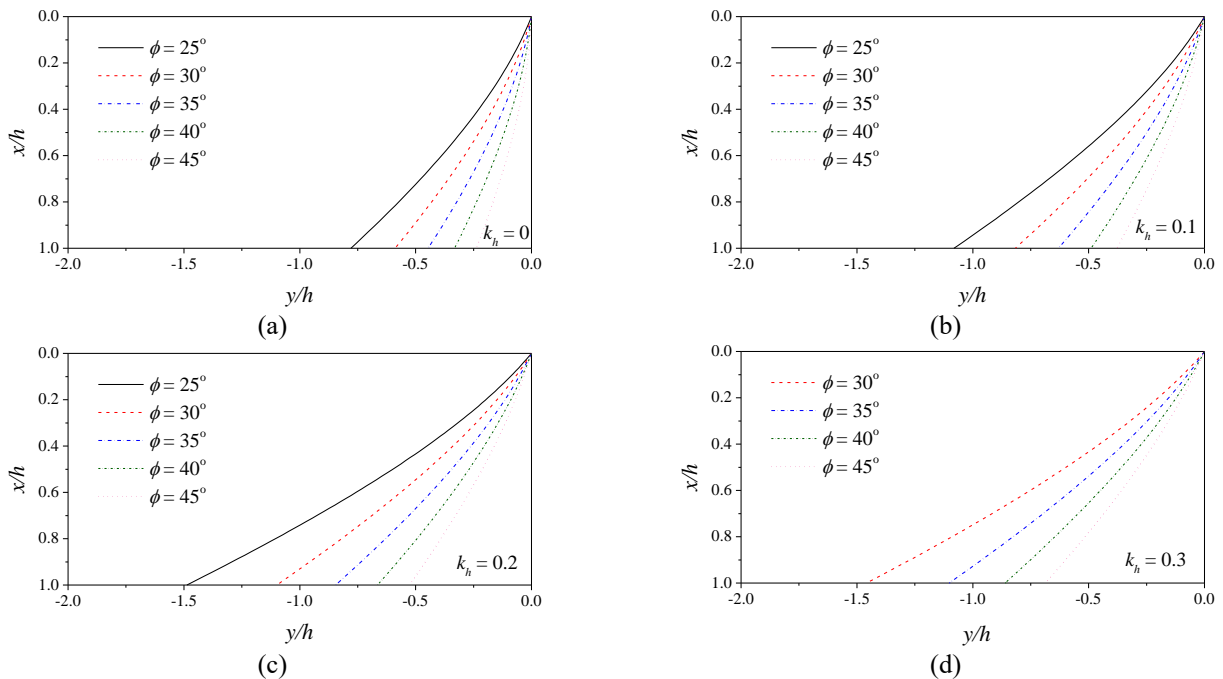 0.0
0.2
0.4
0.6
0.8
1.0
x/h
ϕ = 25°
ϕ = 30°
ϕ = 35°
ϕ = 40°
ϕ = 45°
k_h = 0
-2.0 -1.5 -1.0 -0.5 0.0
y/h
(a)
0.0
0.2
0.4
0.6
0.8
1.0
x/h
ϕ = 25°
ϕ = 30°
ϕ = 35°
ϕ = 40°
ϕ = 45°
k_h = 0.1
-2.0 -1.5 -1.0 -0.5 0.0
y/h
(b)
0.0
0.2
0.4
0.6
0.8
1.0
x/h
ϕ = 25°
ϕ = 30°
ϕ = 35°
ϕ = 40°
ϕ = 45°
k_h = 0.2
-2.0 -1.5 -1.0 -0.5 0.0
y/h
(c)
0.0
0.2
0.4
0.6
0.8
1.0
x/h
ϕ = 30°
ϕ = 35°
ϕ = 40°
ϕ = 45°
k_h = 0.3
-2.0 -1.5 -1.0 -0.5 0.0
y/h
(d)